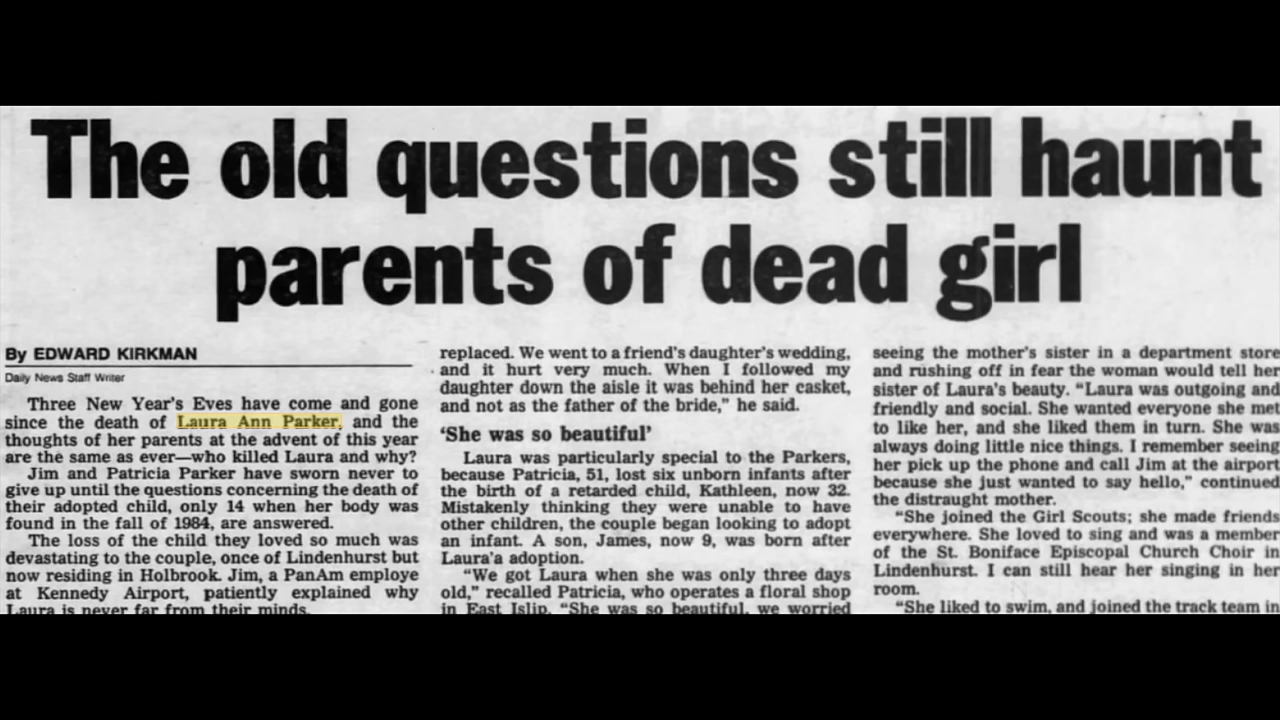 The old questions still haunt
parents of dead girl
By EDWARD KIRKMAN
Daily News Staff Writer
Three New Year's Eves have come and gone
since the death of Laura Ann Parker, and the
thoughts of her parents at the advent of this year
are the same as ever—who killed Laura and why?
Jim and Patricia Parker have sworn never to
give up until the questions concerning the death of
their adopted child, only 14 when her body was
found in the fall of 1984, are answered.
The loss of the child they loved so much was
devastating to the couple, once of Lindenhurst but
now residing in Holbrook. Jim, a PanAm employe
at Kennedy Airport, patiently explained why
Laura is never far from their minds.
replaced. We went to a friend's daughter's wedding,
and it hurt very much. When I followed my
daughter down the aisle it was behind her casket,
and not as the father of the bride," he said.
'She was so beautiful'
Laura was particularly special to the Parkers,
because Patricia, 51, lost six unborn infants after
the birth of a retarded child, Kathleen, now 32.
Mistakenly thinking they were unable to have
other children, the couple began looking to adopt
an infant. A son, James, now 9, was born after
Laura'a adoption.
"We got Laura when she was only three days
old," recalled Patricia, who operates a floral shop
in East Islip. "She was so beautiful, we worried
seeing the mother's sister in a department store
and rushing off in fear the woman would tell her
sister of Laura's beauty. "Laura was outgoing and
friendly and social. She wanted everyone she met
to like her, and she liked them in turn. She was
always doing little nice things. I remember seeing
her pick up the phone and call Jim at the airport
because she just wanted to say hello," continued
the distraught mother.
"She joined the Girl Scouts; she made friends
everywhere. She loved to sing and was a member
of the St. Boniface Episcopal Church Choir in
Lindenhurst. I can still hear her singing in her
room.
"She liked to swim, and joined the track team in